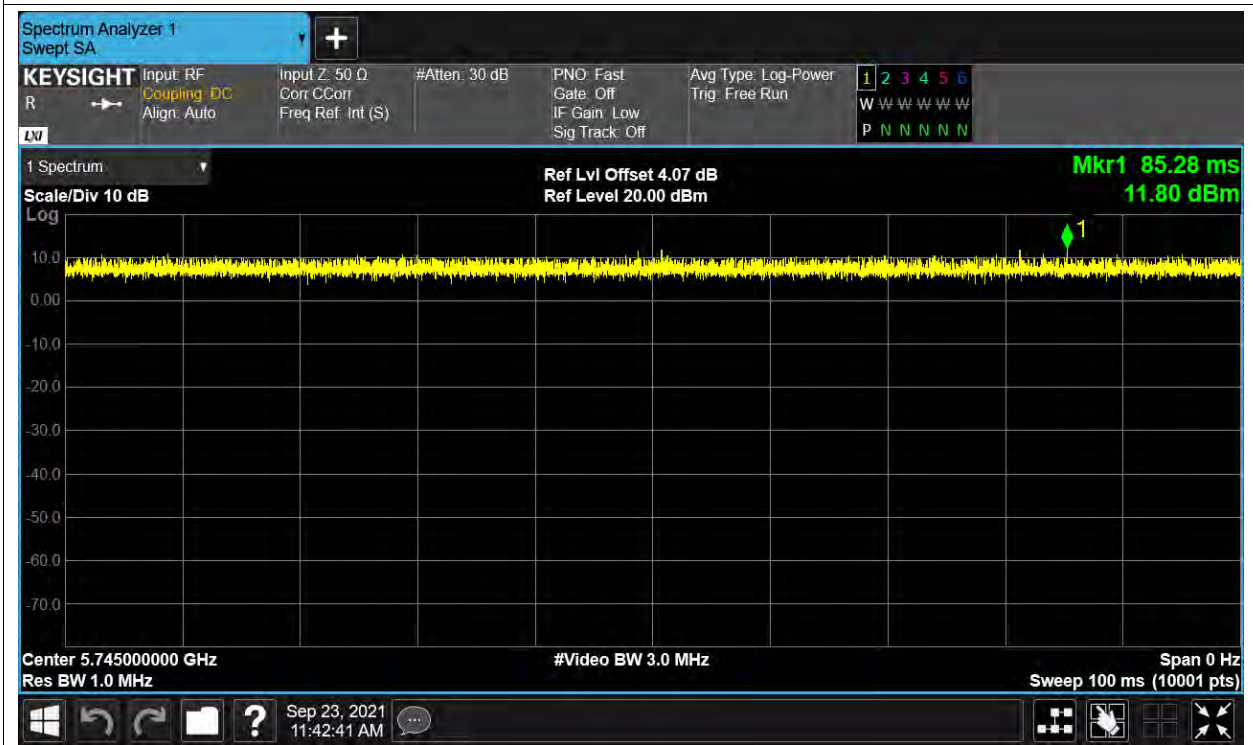 Spectrum Analyzer 1
Swept SA
+
KEYSIGHT
R
LXI
Input: RF
Coupling: DC
Align: Auto
Input Z: 50 Ω
Corr CCorr
Freq Ref: Int (S)
#Atten: 30 dB
PNO: Fast
Gate: Off
IF Gain: Low
Sig Track: Off
Avg Type: Log-Power
Trig: Free Run
1 2 3 4 5 6
W W W W W W
P N N N N N
1 Spectrum
Scale/Div 10 dB
Ref Lvl Offset 4.07 dB
Ref Level 20.00 dBm
Mkr1 85.28 ms
11.80 dBm
Log
1
10.0
0.00
-10.0
-20.0
-30.0
-40.0
-50.0
-60.0
-70.0
Center 5.745000000 GHz
Res BW 1.0 MHz
#Video BW 3.0 MHz
Span 0 Hz
Sweep 100 ms (10001 pts)
?
Sep 23, 2021
11:42:41 AM